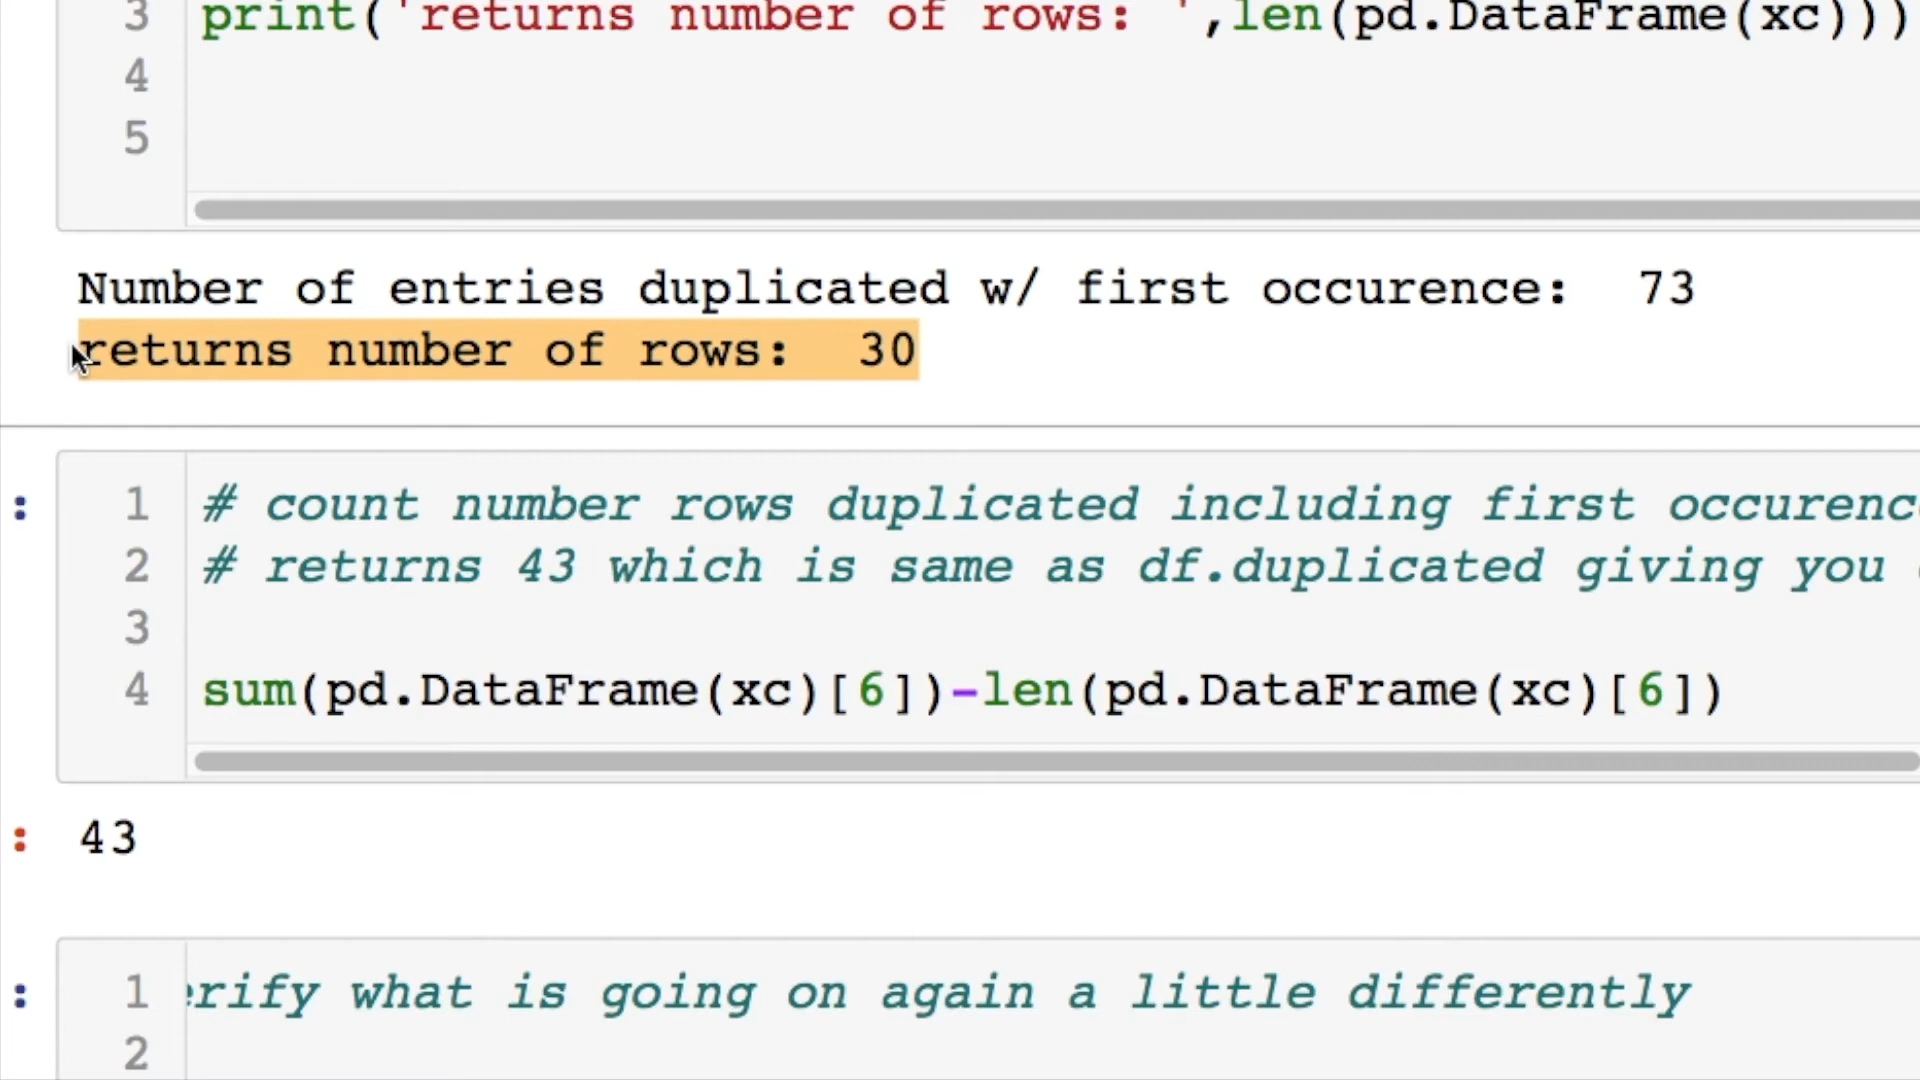 3 print('returns number of rows: ',len(pd.DataFrame(xc)))
4
5
Number of entries duplicated w/ first occurence:  73
returns number of rows:  30
: 1 # count number rows duplicated including first occurenc
2 # returns 43 which is same as df.duplicated giving you
3
4 sum(pd.DataFrame(xc)[6])-len(pd.DataFrame(xc)[6])
: 43
: 1 erify what is going on again a little differently
2